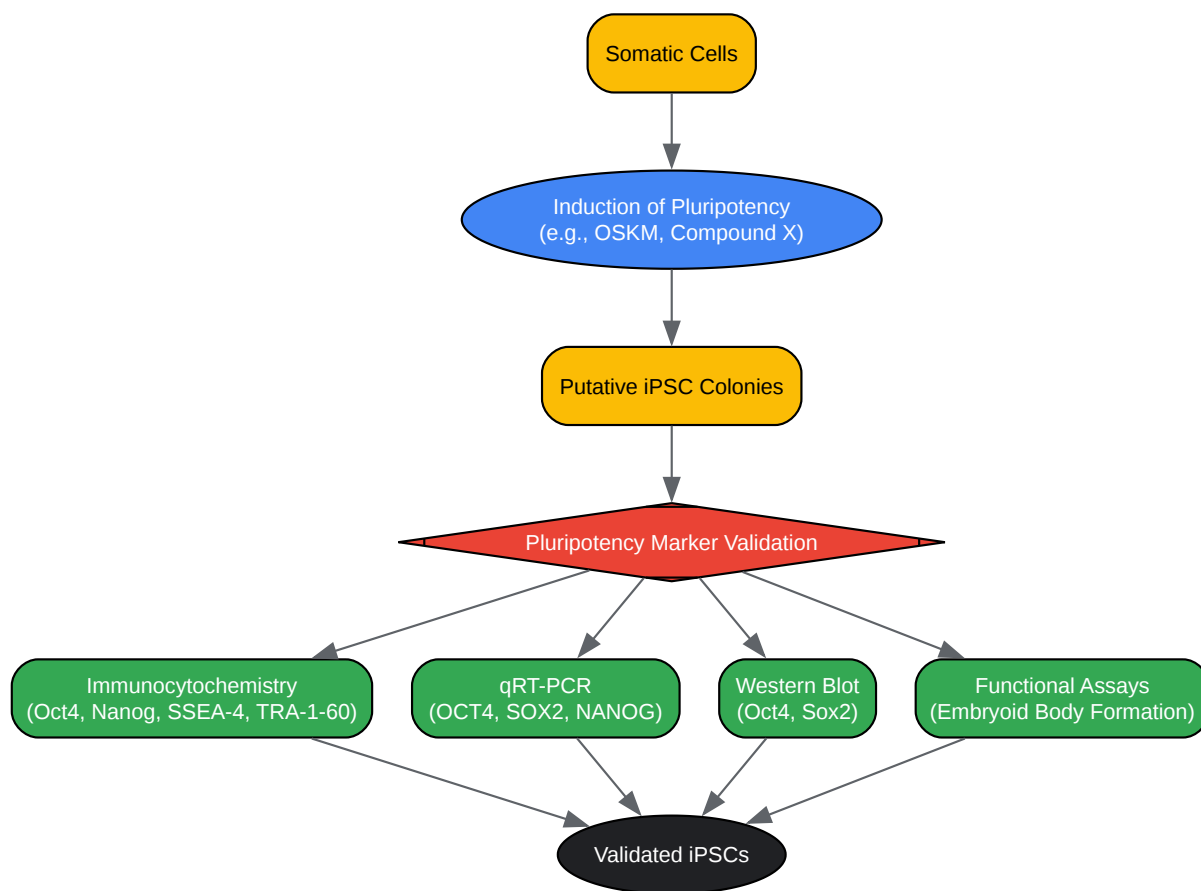 Somatic Cells
Induction of Pluripotency
(e.g., OSKM, Compound X)
Putative iPSC Colonies
Pluripotency Marker Validation
Immunocytochemistry
(Oct4, Nanog, SSEA-4, TRA-1-60)
qRT-PCR
(OCT4, SOX2, NANOG)
Western Blot
(Oct4, Sox2)
Functional Assays
(Embryoid Body Formation)
Validated iPSCs